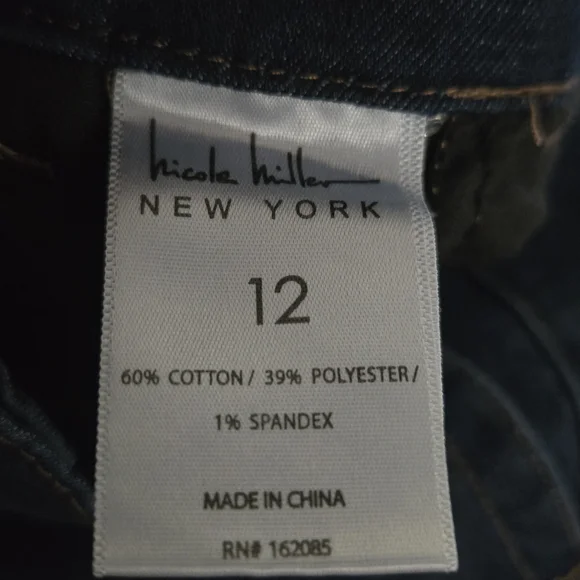 nicole miller
NEW YORK
12
60% COTTON / 39% POLYESTER /
1% SPANDEX
MADE IN CHINA
RN# 162085